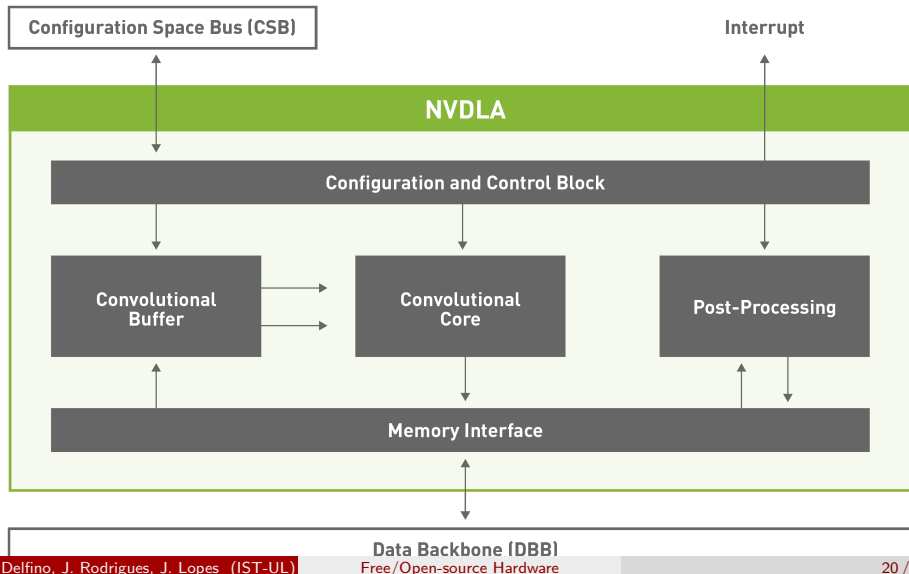 Configuration Space Bus (CSB)
Interrupt
NVDLA
Configuration and Control Block
Convolutional
Buffer
Convolutional
Core
Post-Processing
Memory Interface
Data Backbone (DBB)
Delfino, J. Rodrigues, J. Lopes (IST-UL)
Free/Open-source Hardware
20 /